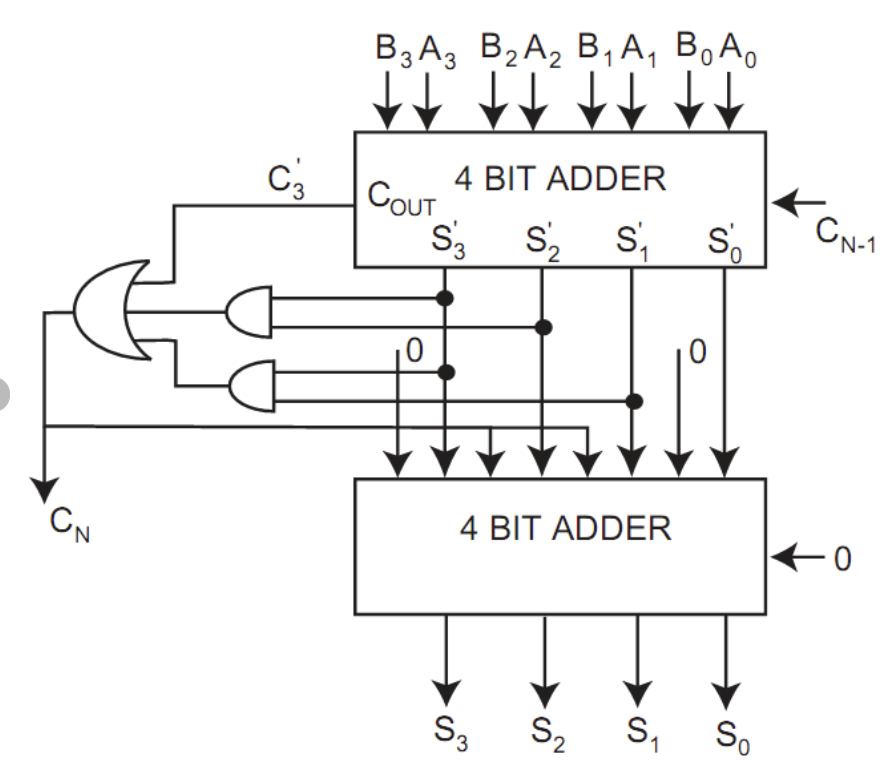 B3 A3 B2 A2 B1 A1 B0 A0
C3' COUT 4 BIT ADDER
CN-1
S3' S2' S1' S0'
0 0
4 BIT ADDER
CN
0
S3 S2 S1 S0